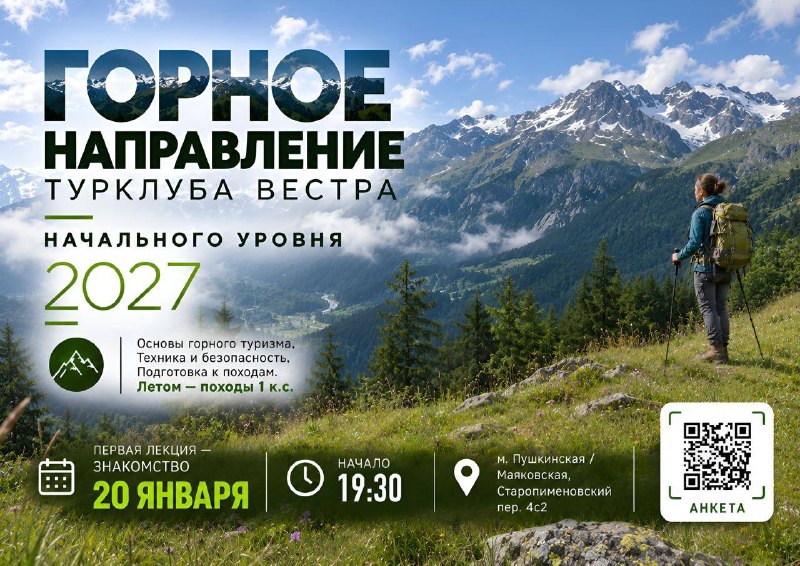 ГОРНОЕ
НАПРАВЛЕНИЕ
ТУРКЛУБА ВЕСТРА
НАЧАЛЬНОГО УРОВНЯ
2027
Основы горного туризма,
Техника и безопасность,
Подготовка к походам.
Летом — походы 1 к.с.
ПЕРВАЯ ЛЕКЦИЯ —
ЗНАКОМСТВО
20 ЯНВАРЯ
НАЧАЛО
19:30
м. Пушкинская /
Маяковская,
Старопименовский
пер. 4с2
АНКЕТА